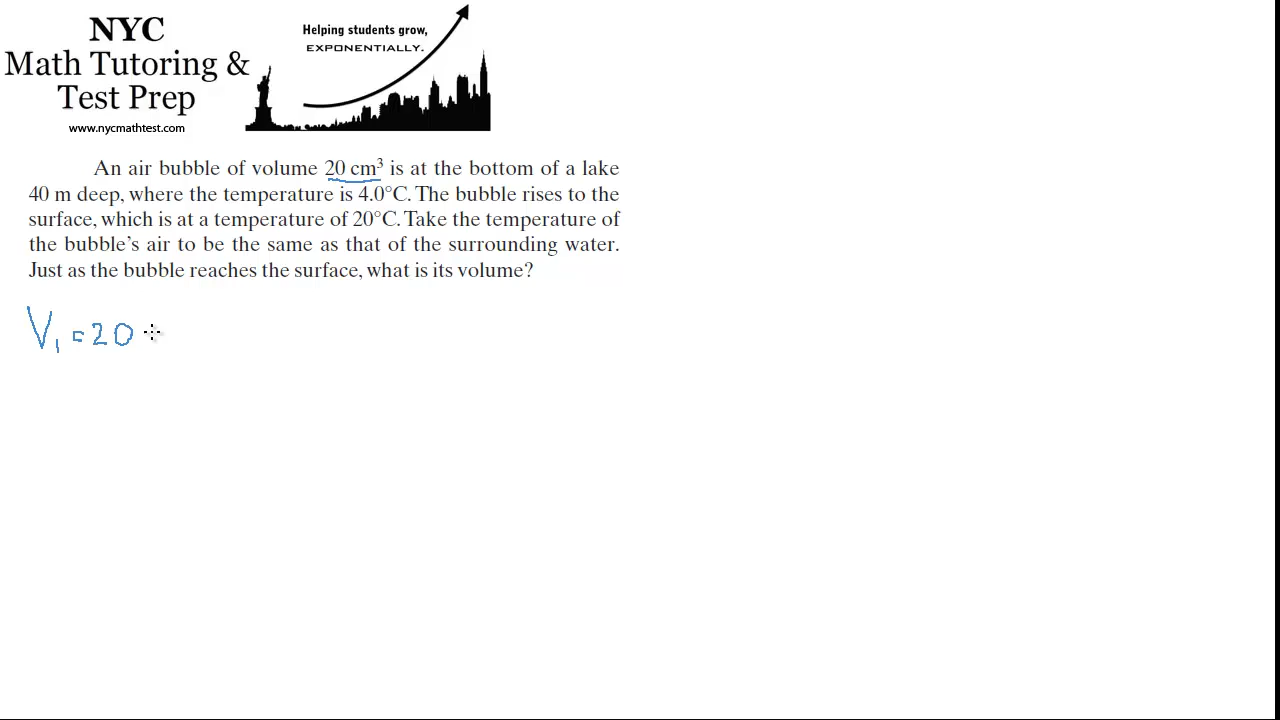 NYC
Math Tutoring &
Test Prep
www.nycmathtest.com
Helping students grow,
EXPONENTIALLY.
An air bubble of volume 20 cm³ is at the bottom of a lake
40 m deep, where the temperature is 4.0°C. The bubble rises to the
surface, which is at a temperature of 20°C. Take the temperature of
the bubble's air to be the same as that of the surrounding water.
Just as the bubble reaches the surface, what is its volume?
V₁ = 20